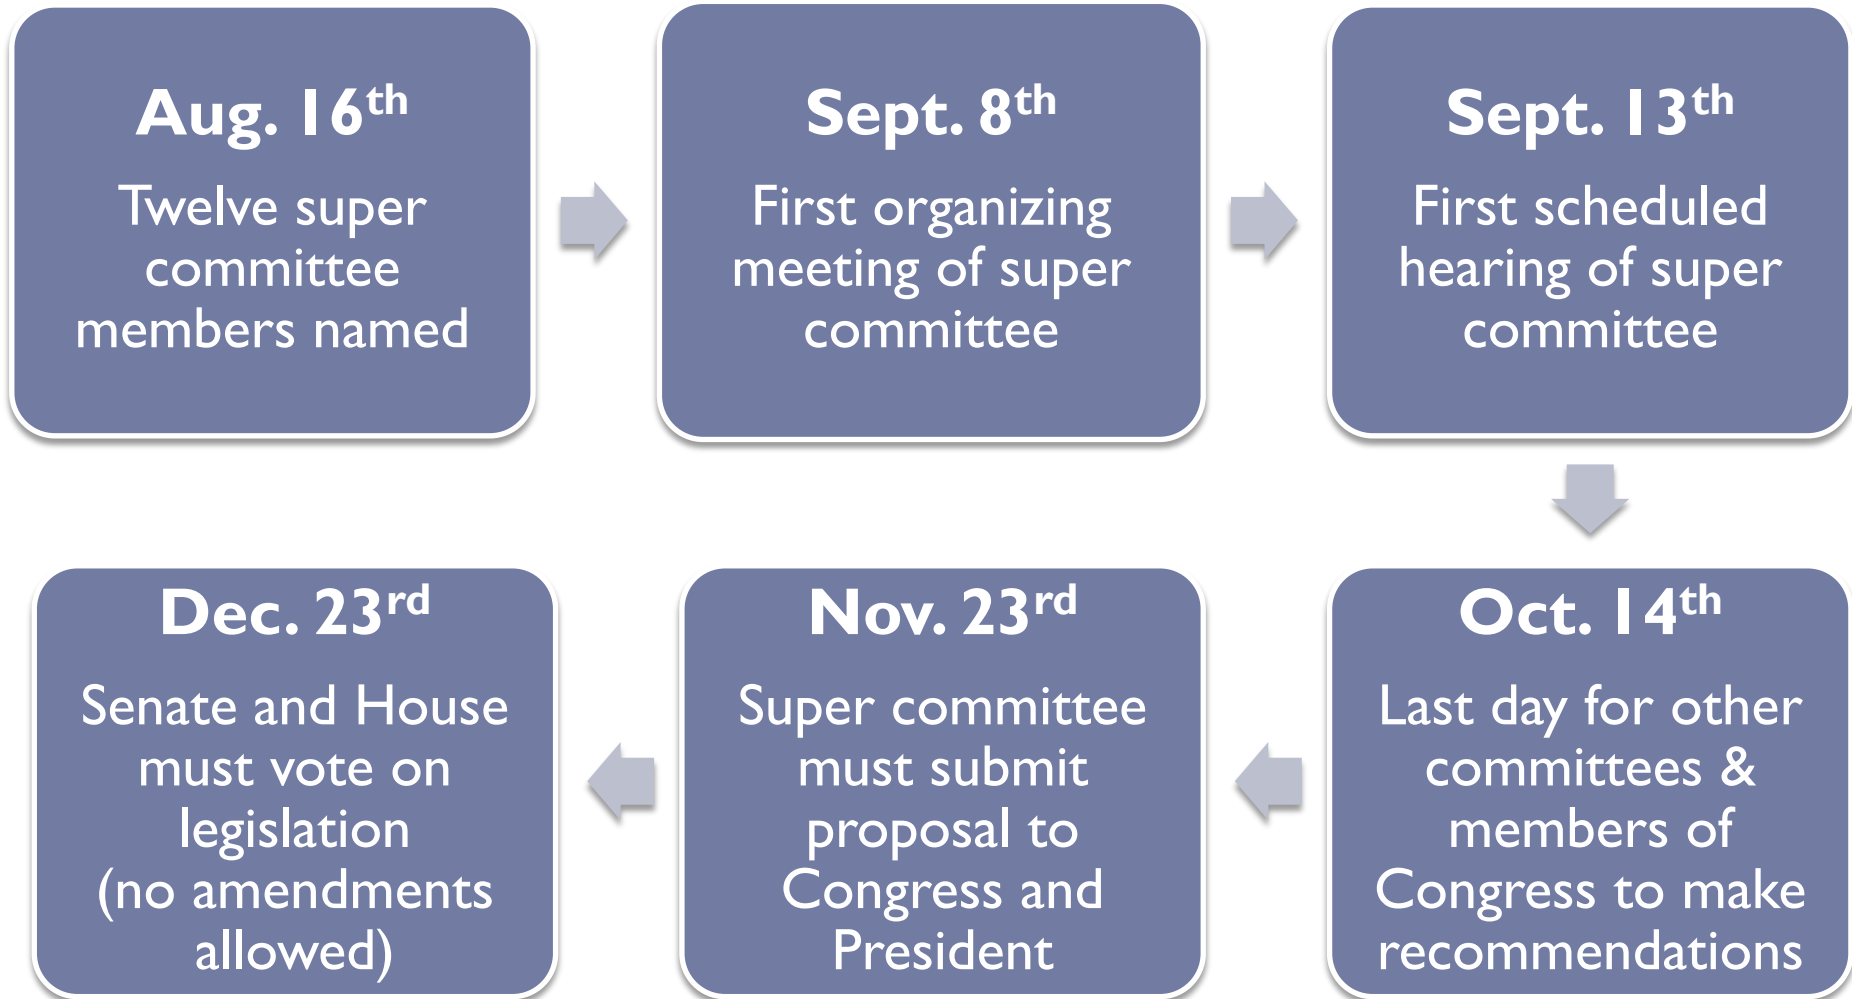 Aug. 16th
Twelve super
committee
members named
Sept. 8th
First organizing
meeting of super
committee
Sept. 13th
First scheduled
hearing of super
committee
Oct. 14th
Last day for other
committees &
members of
Congress to make
recommendations
Nov. 23rd
Super committee
must submit
proposal to
Congress and
President
Dec. 23rd
Senate and House
must vote on
legislation
(no amendments
allowed)